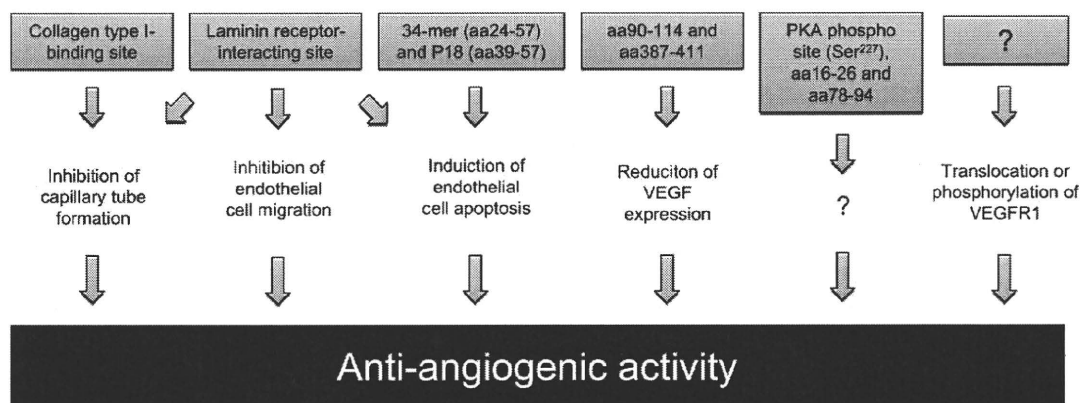 Collagen type I-
binding site
Laminin receptor-
interacting site
34-mer (aa24-57)
and P18 (aa39-57)
aa90-114 and
aa387-411
PKA phospho
site (Ser²²⁷),
aa16-26 and
aa78-94
?
Inhibition of
capillary tube
formation
Inhitibion of
endothelial
cell migration
Induiction of
endothelial
cell apoptosis
Reduciton of
VEGF
expression
?
Translocation or
phosphorylation of
VEGFR1
Anti-angiogenic activity